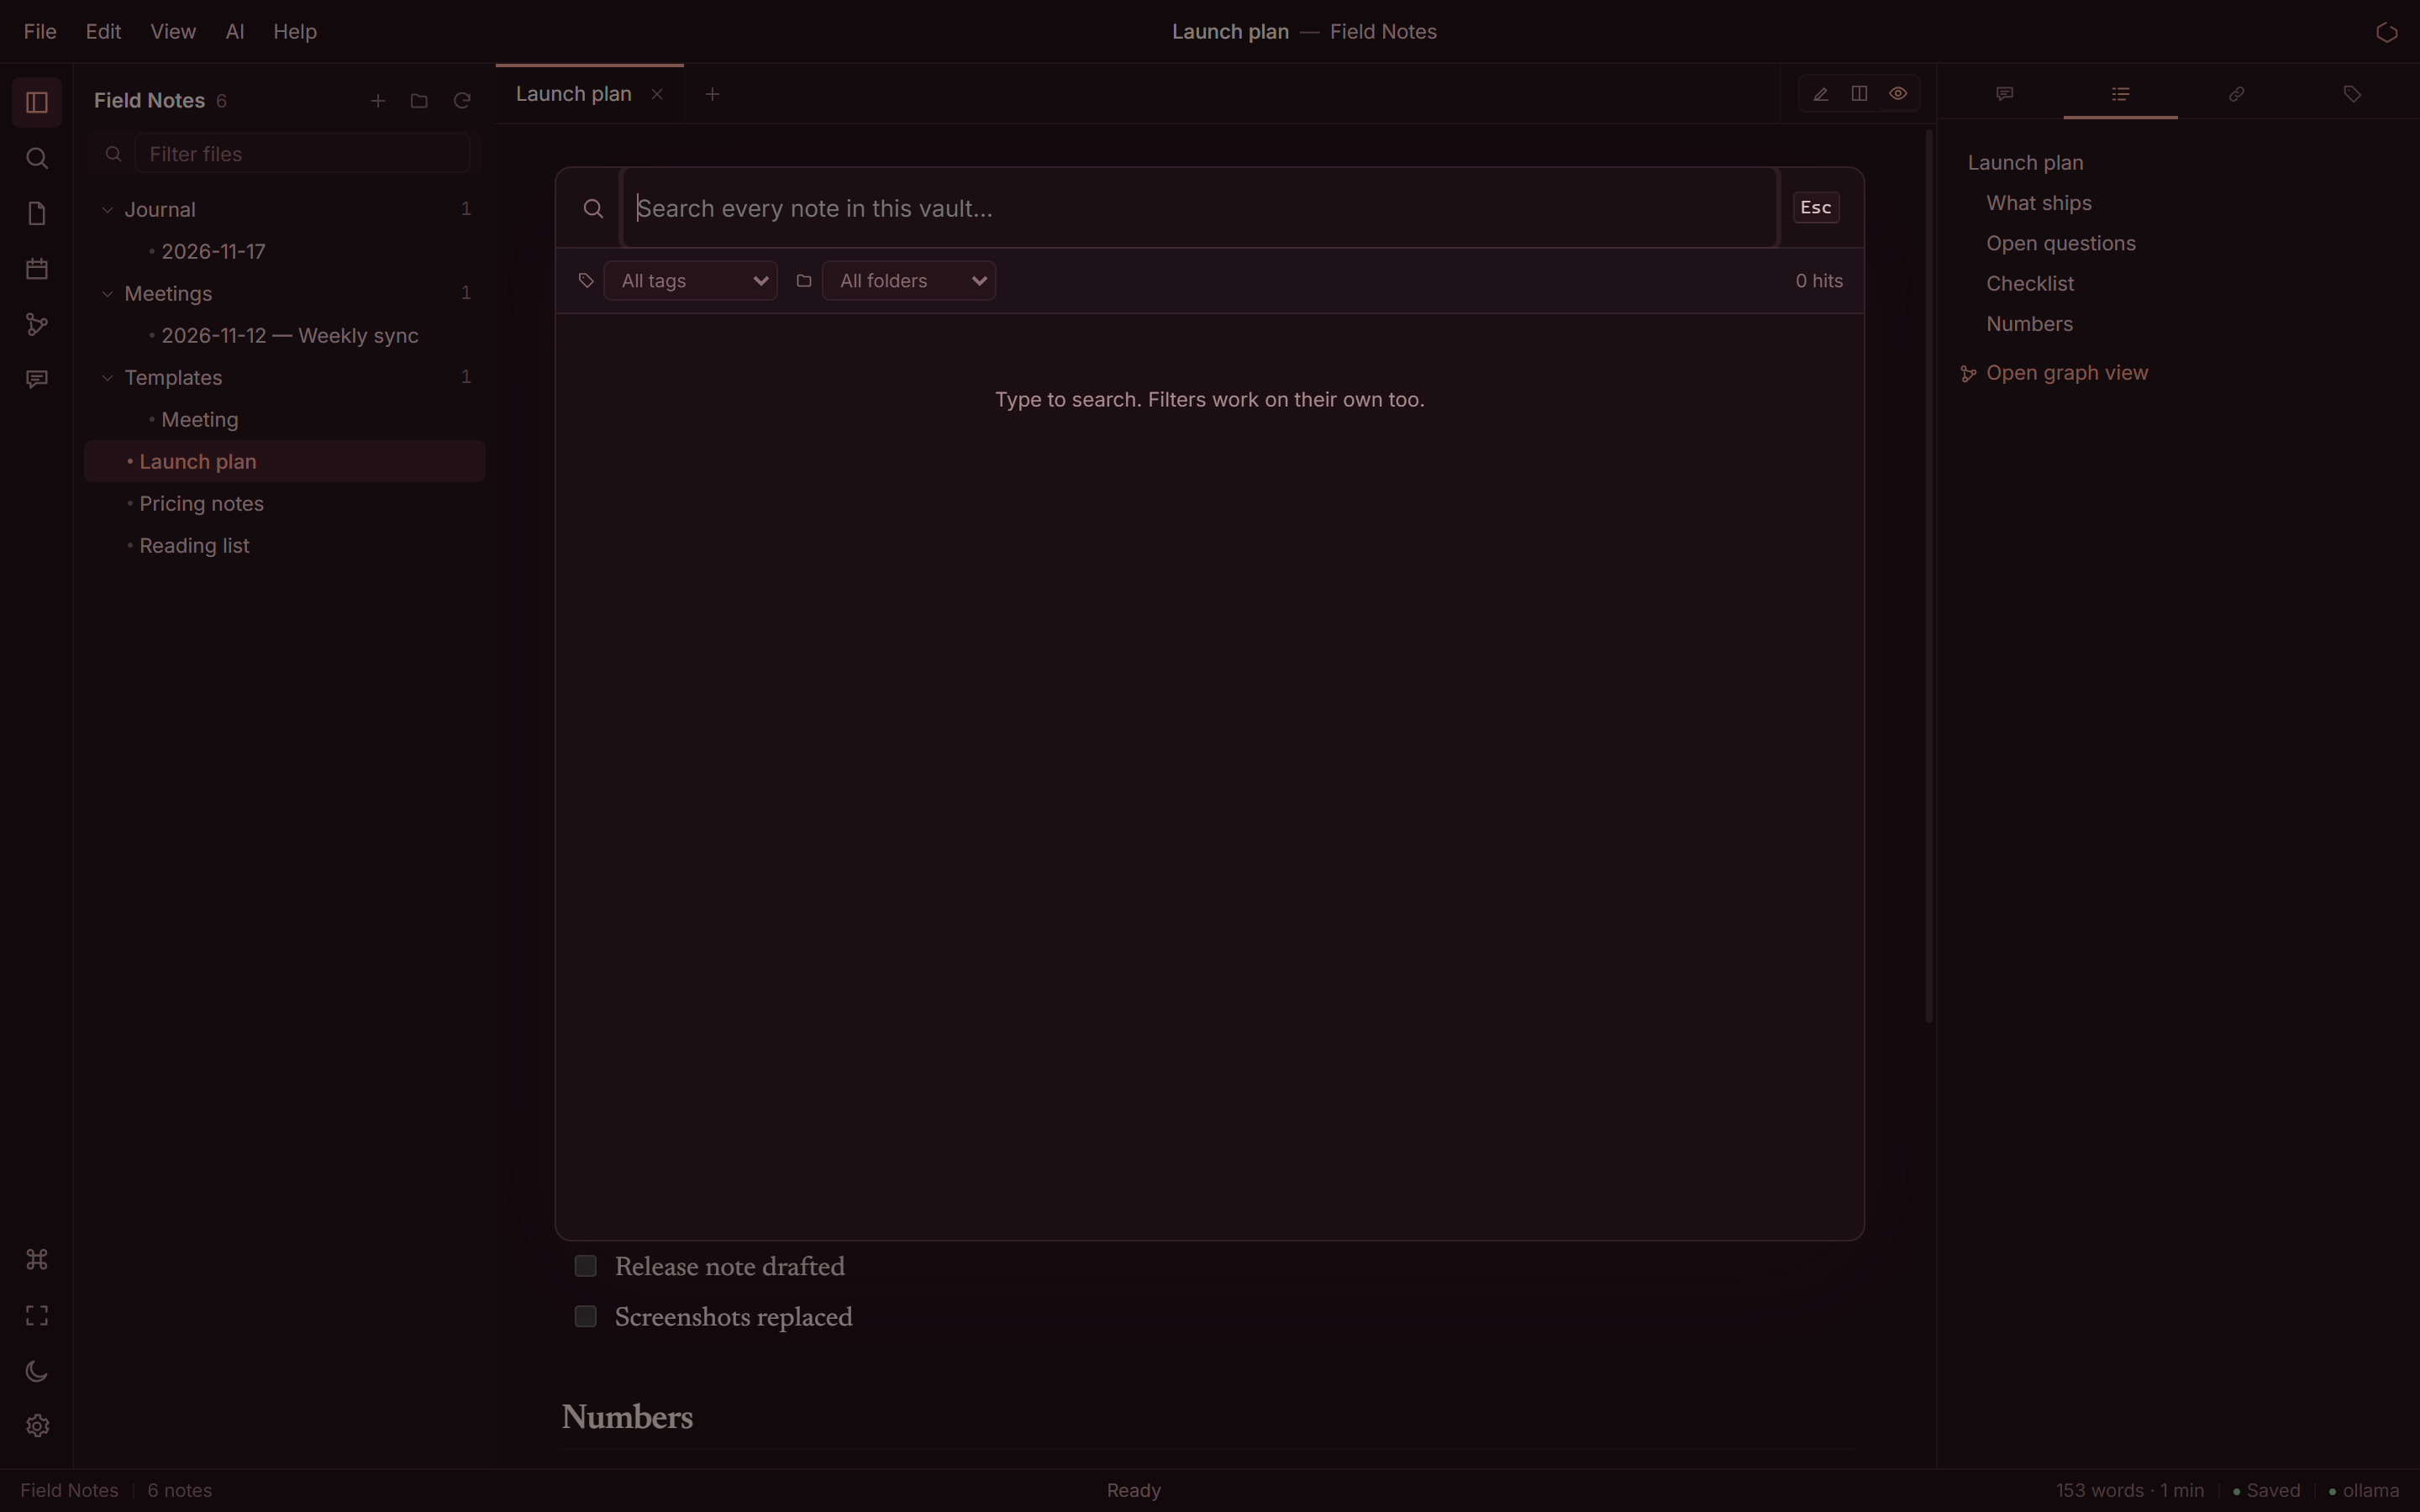 File Edit View AI Help
Launch plan — Field Notes
Field Notes 6
Filter files
Journal 1
2026-11-17
Meetings 1
2026-11-12 — Weekly sync
Templates 1
Meeting
Launch plan
Pricing notes
Reading list
Launch plan
Search every note in this vault...
Esc
All tags
All folders
0 hits
Type to search. Filters work on their own too.
Release note drafted
Screenshots replaced
Numbers
Launch plan
What ships
Open questions
Checklist
Numbers
Open graph view
Field Notes
6 notes
Ready
153 words · 1 min
Saved
ollama